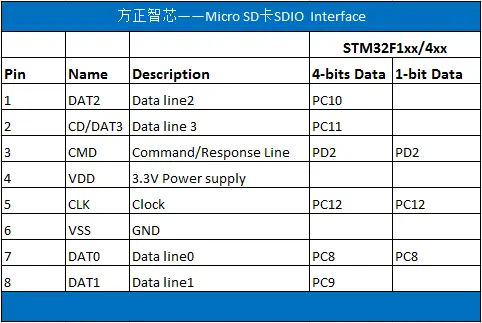 方正智芯——Micro SD卡SDIO Interface
STM32F1xx/4xx
Pin Name Description 4-bits Data 1-bit Data
1 DAT2 Data line2 PC10
2 CD/DAT3 Data line 3 PC11
3 CMD Command/Response Line PD2 PD2
4 VDD 3.3V Power supply
5 CLK Clock PC12 PC12
6 VSS GND
7 DAT0 Data line0 PC8 PC8
8 DAT1 Data line1 PC9